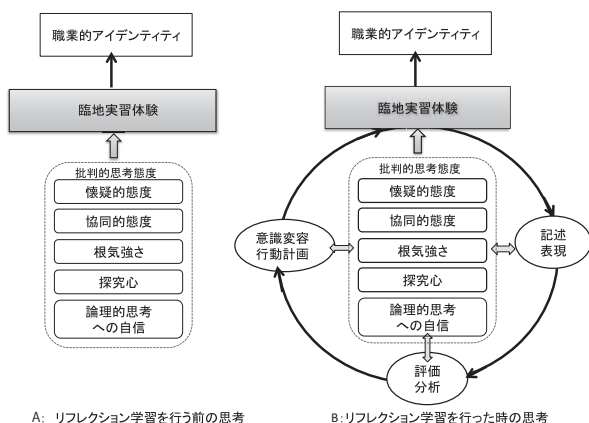 職業的アイデンティティ
臨地実習体験
批判的思考態度
懐疑的態度
協同的態度
根気強さ
探究心
論理的思考
への自信
A: リフレクション学習を行う前の思考
職業的アイデンティティ
臨地実習体験
批判的思考態度
懐疑的態度
協同的態度
根気強さ
探究心
論理的思考
への自信
意識変容
行動計画
記述
表現
評価
分析
B:リフレクション学習を行った時の思考